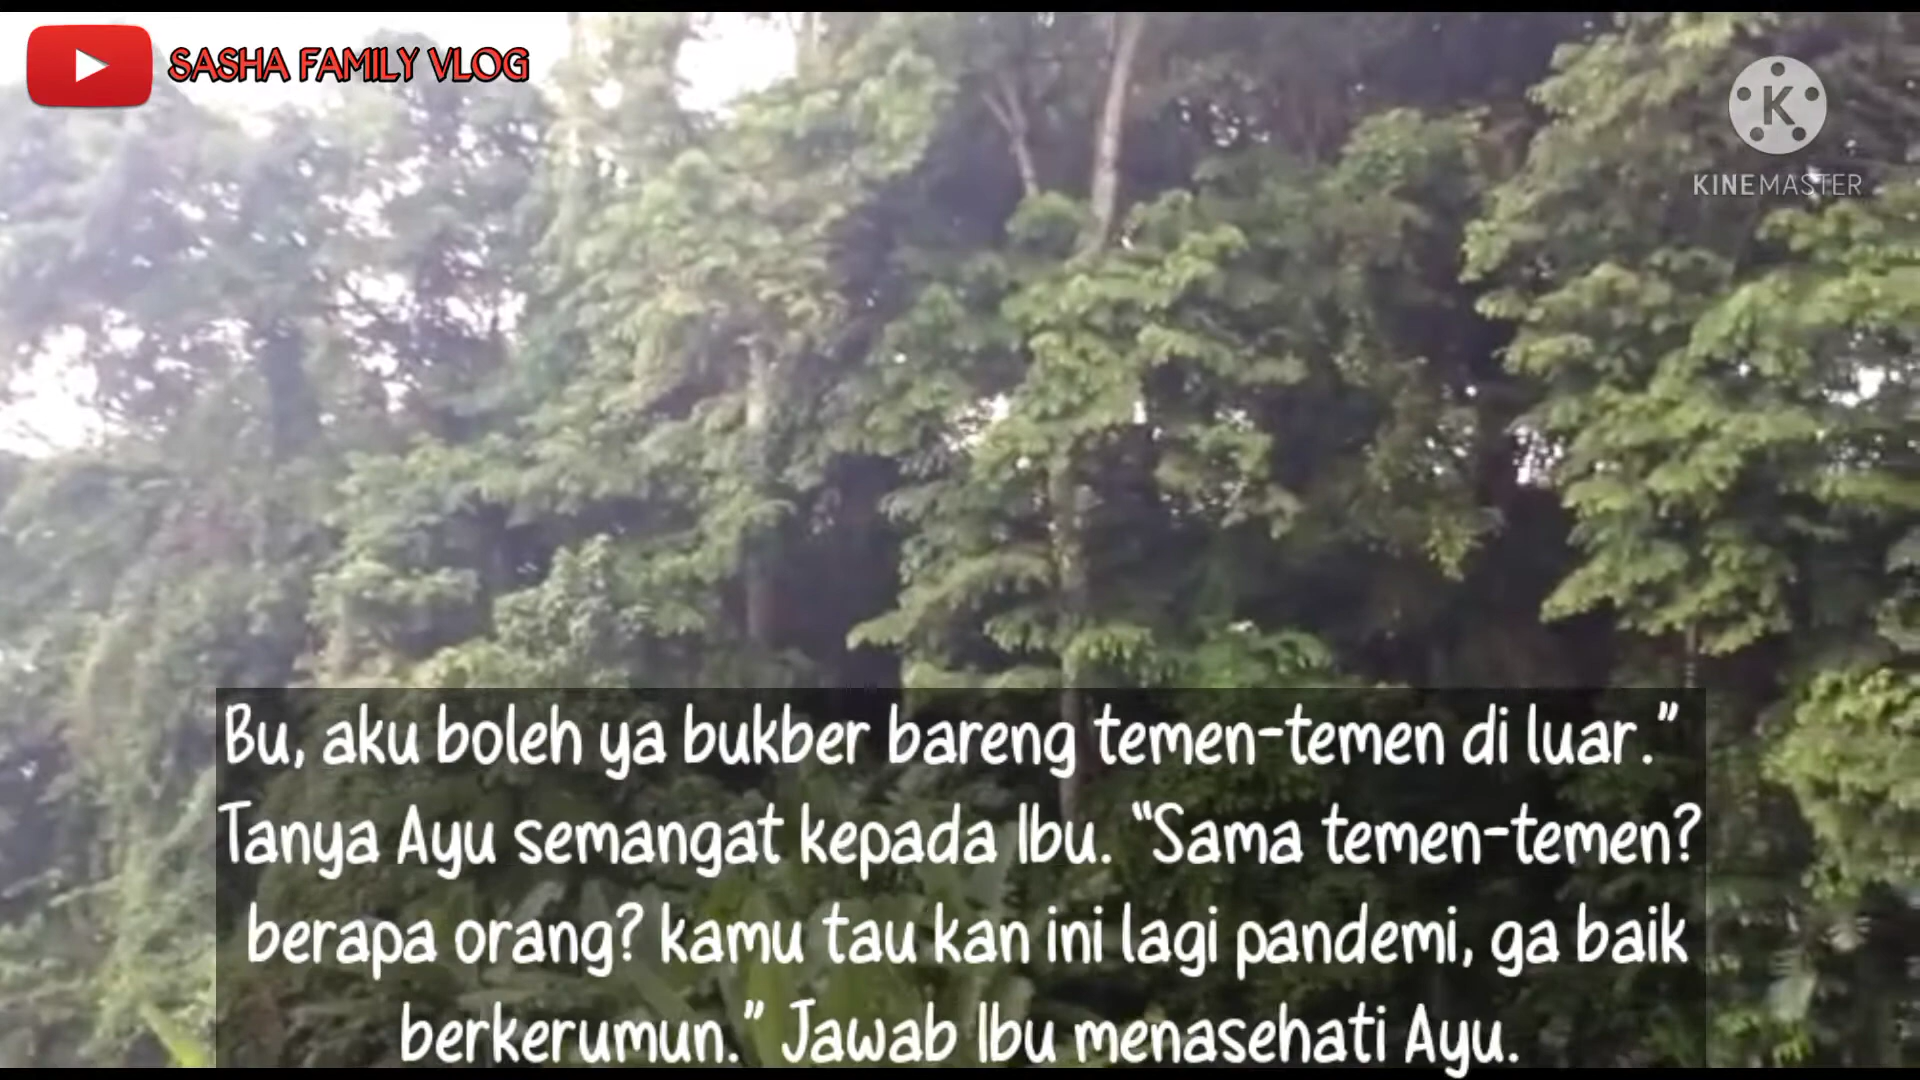 SASHA FAMILY VLOG
K
KINEMASTER
Bu, aku boleh ya bukber bareng temen-temen di luar.”
Tanya Ayu semangat kepada Ibu. “Sama temen-temen?
berapa orang? kamu tau kan ini lagi pandemi, ga baik
berkerumun.” Jawab Ibu menasehati Ayu.